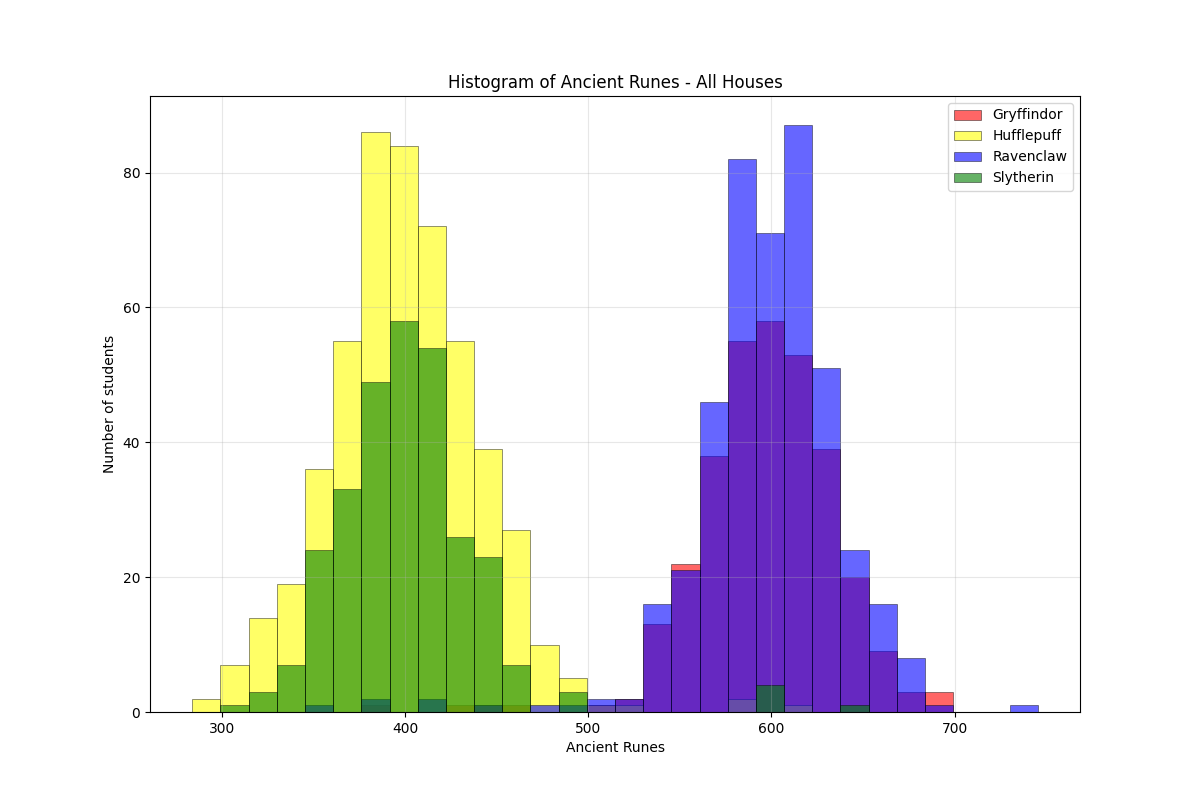 Histogram of Ancient Runes - All Houses
Gryffindor
Hufflepuff
Ravenclaw
Slytherin
Number of students
80
60
40
20
0
300 400 500 600 700
Ancient Runes